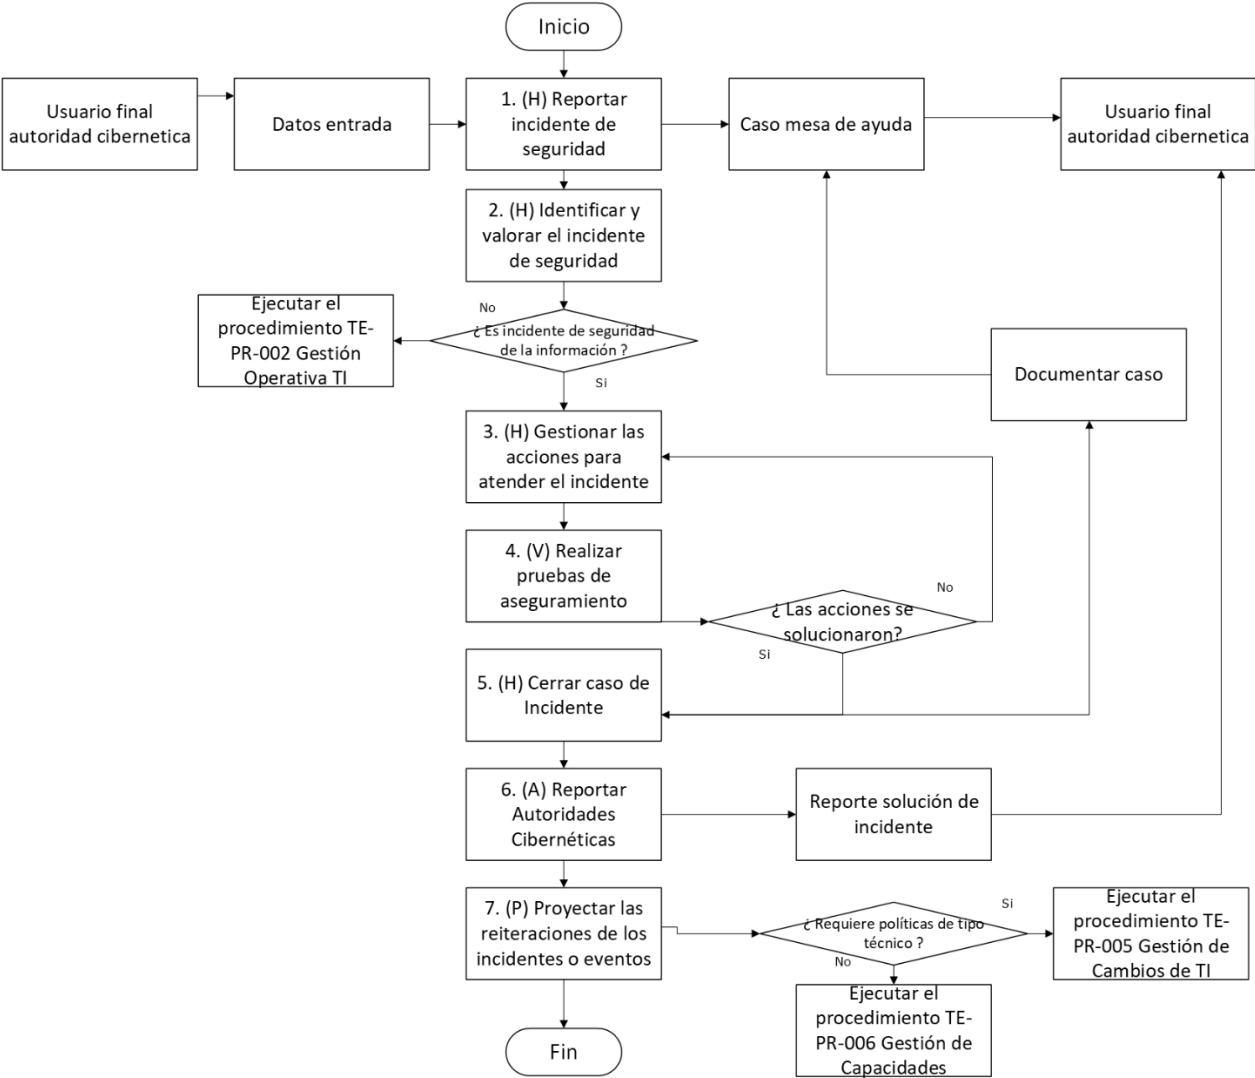 Inicio
Usuario final
autoridad cibernetica
Datos entrada
1. (H) Reportar
incidente de
seguridad
Caso mesa de ayuda
Usuario final
autoridad cibernetica
2. (H) Identificar y
valorar el incidente
de seguridad
Ejecutar el
procedimiento TE-
PR-002 Gestión
Operativa TI
No
¿ Es incidente de seguridad
de la información ?
Si
Documentar caso
3. (H) Gestionar las
acciones para
atender el incidente
4. (V) Realizar
pruebas de
aseguramiento
No
¿ Las acciones se
solucionaron?
Si
5. (H) Cerrar caso de
Incidente
6. (A) Reportar
Autoridades
Cibernéticas
Reporte solución de
incidente
7. (P) Proyectar las
reiteraciones de los
incidentes o eventos
¿ Requiere políticas de tipo
técnico ?
Si
No
Ejecutar el
procedimiento TE-
PR-005 Gestión de
Cambios de TI
Ejecutar el
procedimiento TE-
PR-006 Gestión de
Capacidades
Fin